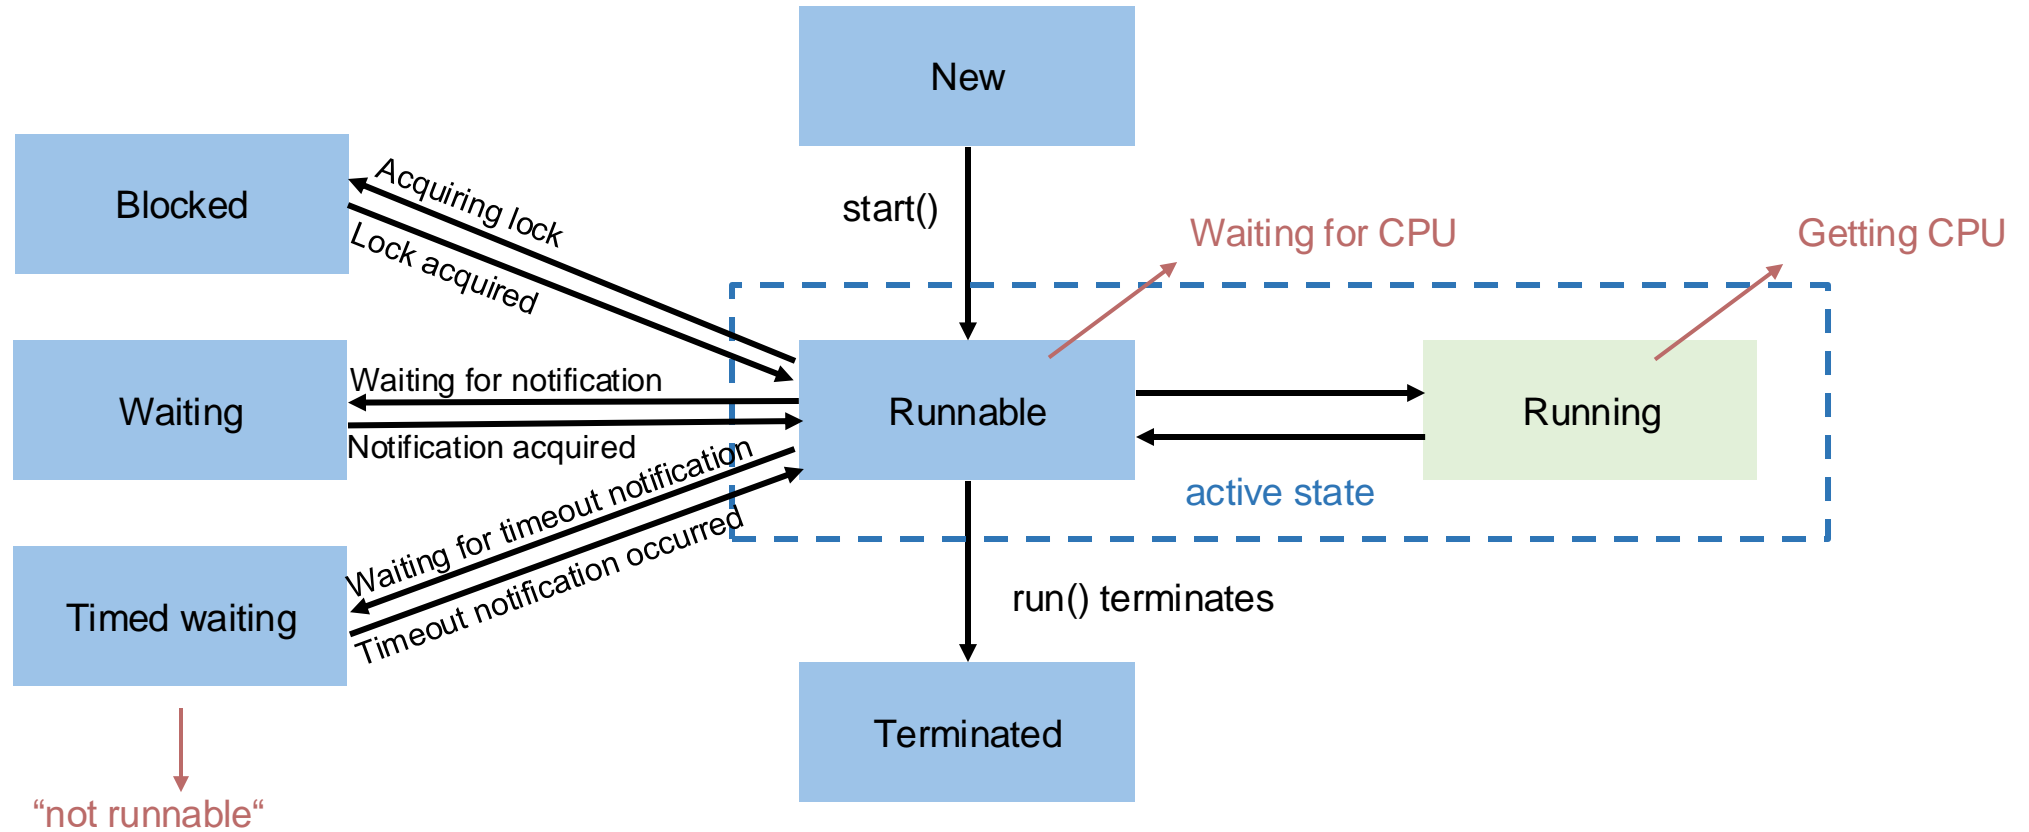 New
Blocked
Acquiring lock
Lock acquired
start()
Waiting for CPU
Getting CPU
Waiting
Waiting for notification
Notification acquired
Runnable
Running
active state
Timed waiting
Waiting for timeout notification
Timeout notification occurred
run() terminates
Terminated
“not runnable“